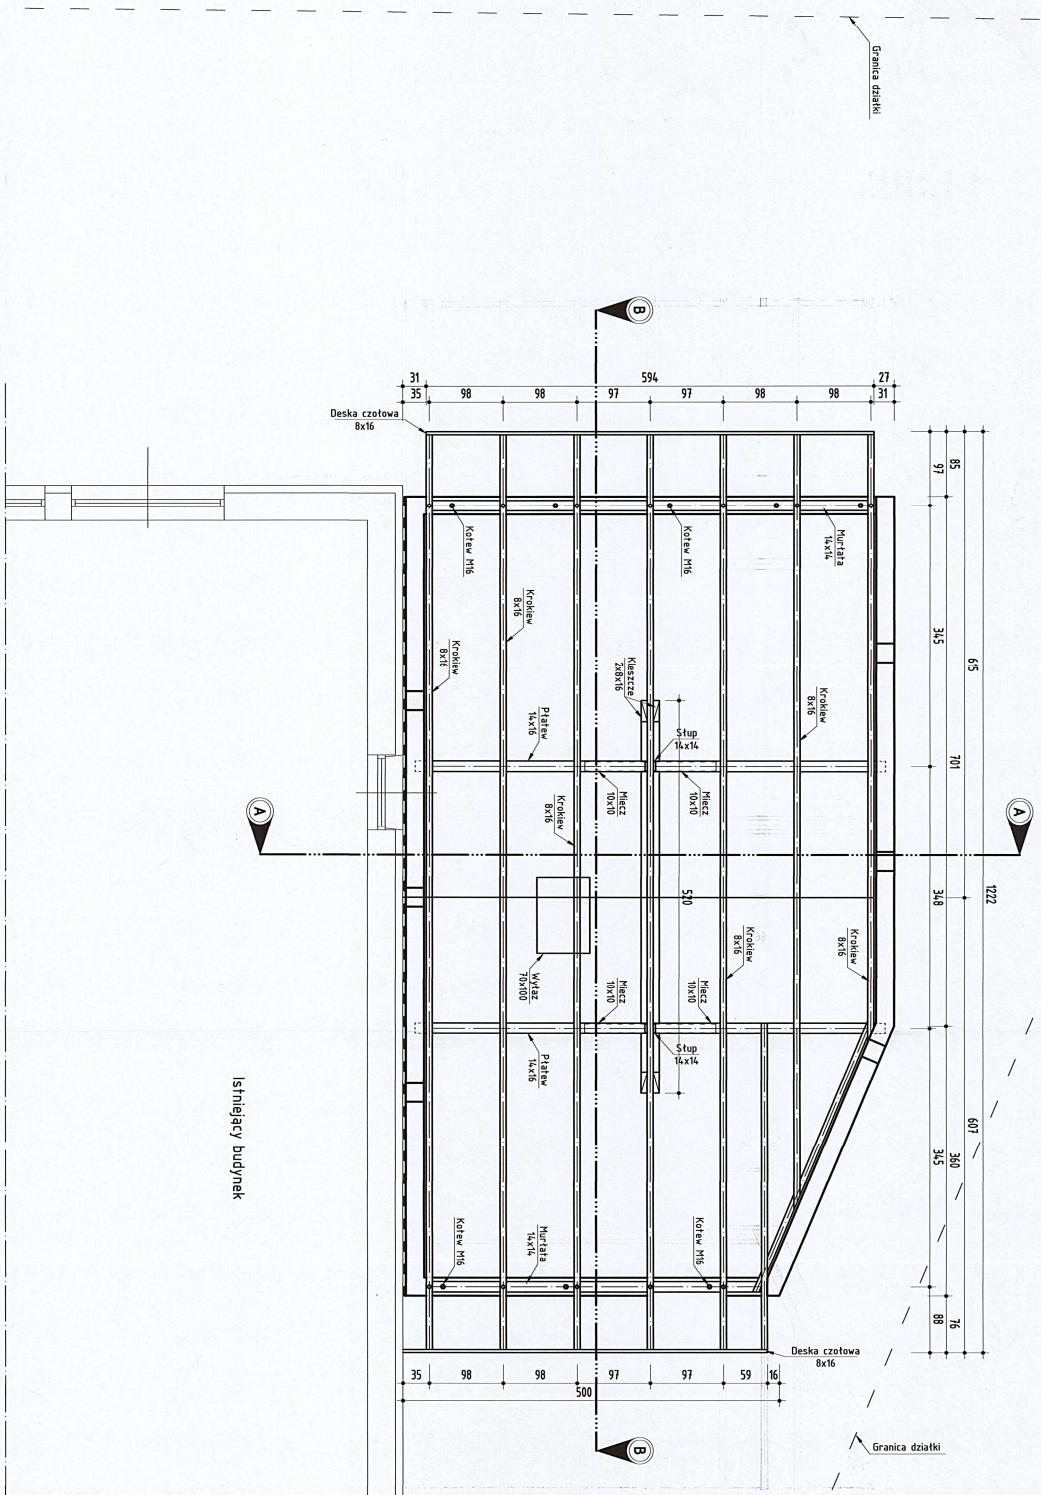 Granica działki
B
31
594
27
35
98
98
97
97
98
98
31
Deska czołowa
8x16
85
97
345
615
701
1222
348
607
360
345
76
88
Kotew M16
Kotew M16
Murłata
14x14
Krokiew
8x16
Krokiew
8x16
Kleszcze
2x8x16
Krokiew
8x16
Płatew
14x16
Słup
14x14
Miecz
10x10
Miecz
10x10
Krokiew
8x16
A
A
520
Wyłaz
70x100
Krokiew
8x16
Krokiew
8x16
Miecz
10x10
Miecz
10x10
Słup
14x14
Płatew
14x16
Istniejący budynek
Kotew M16
Murłata
14x14
Kotew M16
Deska czołowa
8x16
35
98
98
97
97
59
16
500
B
Granica działki